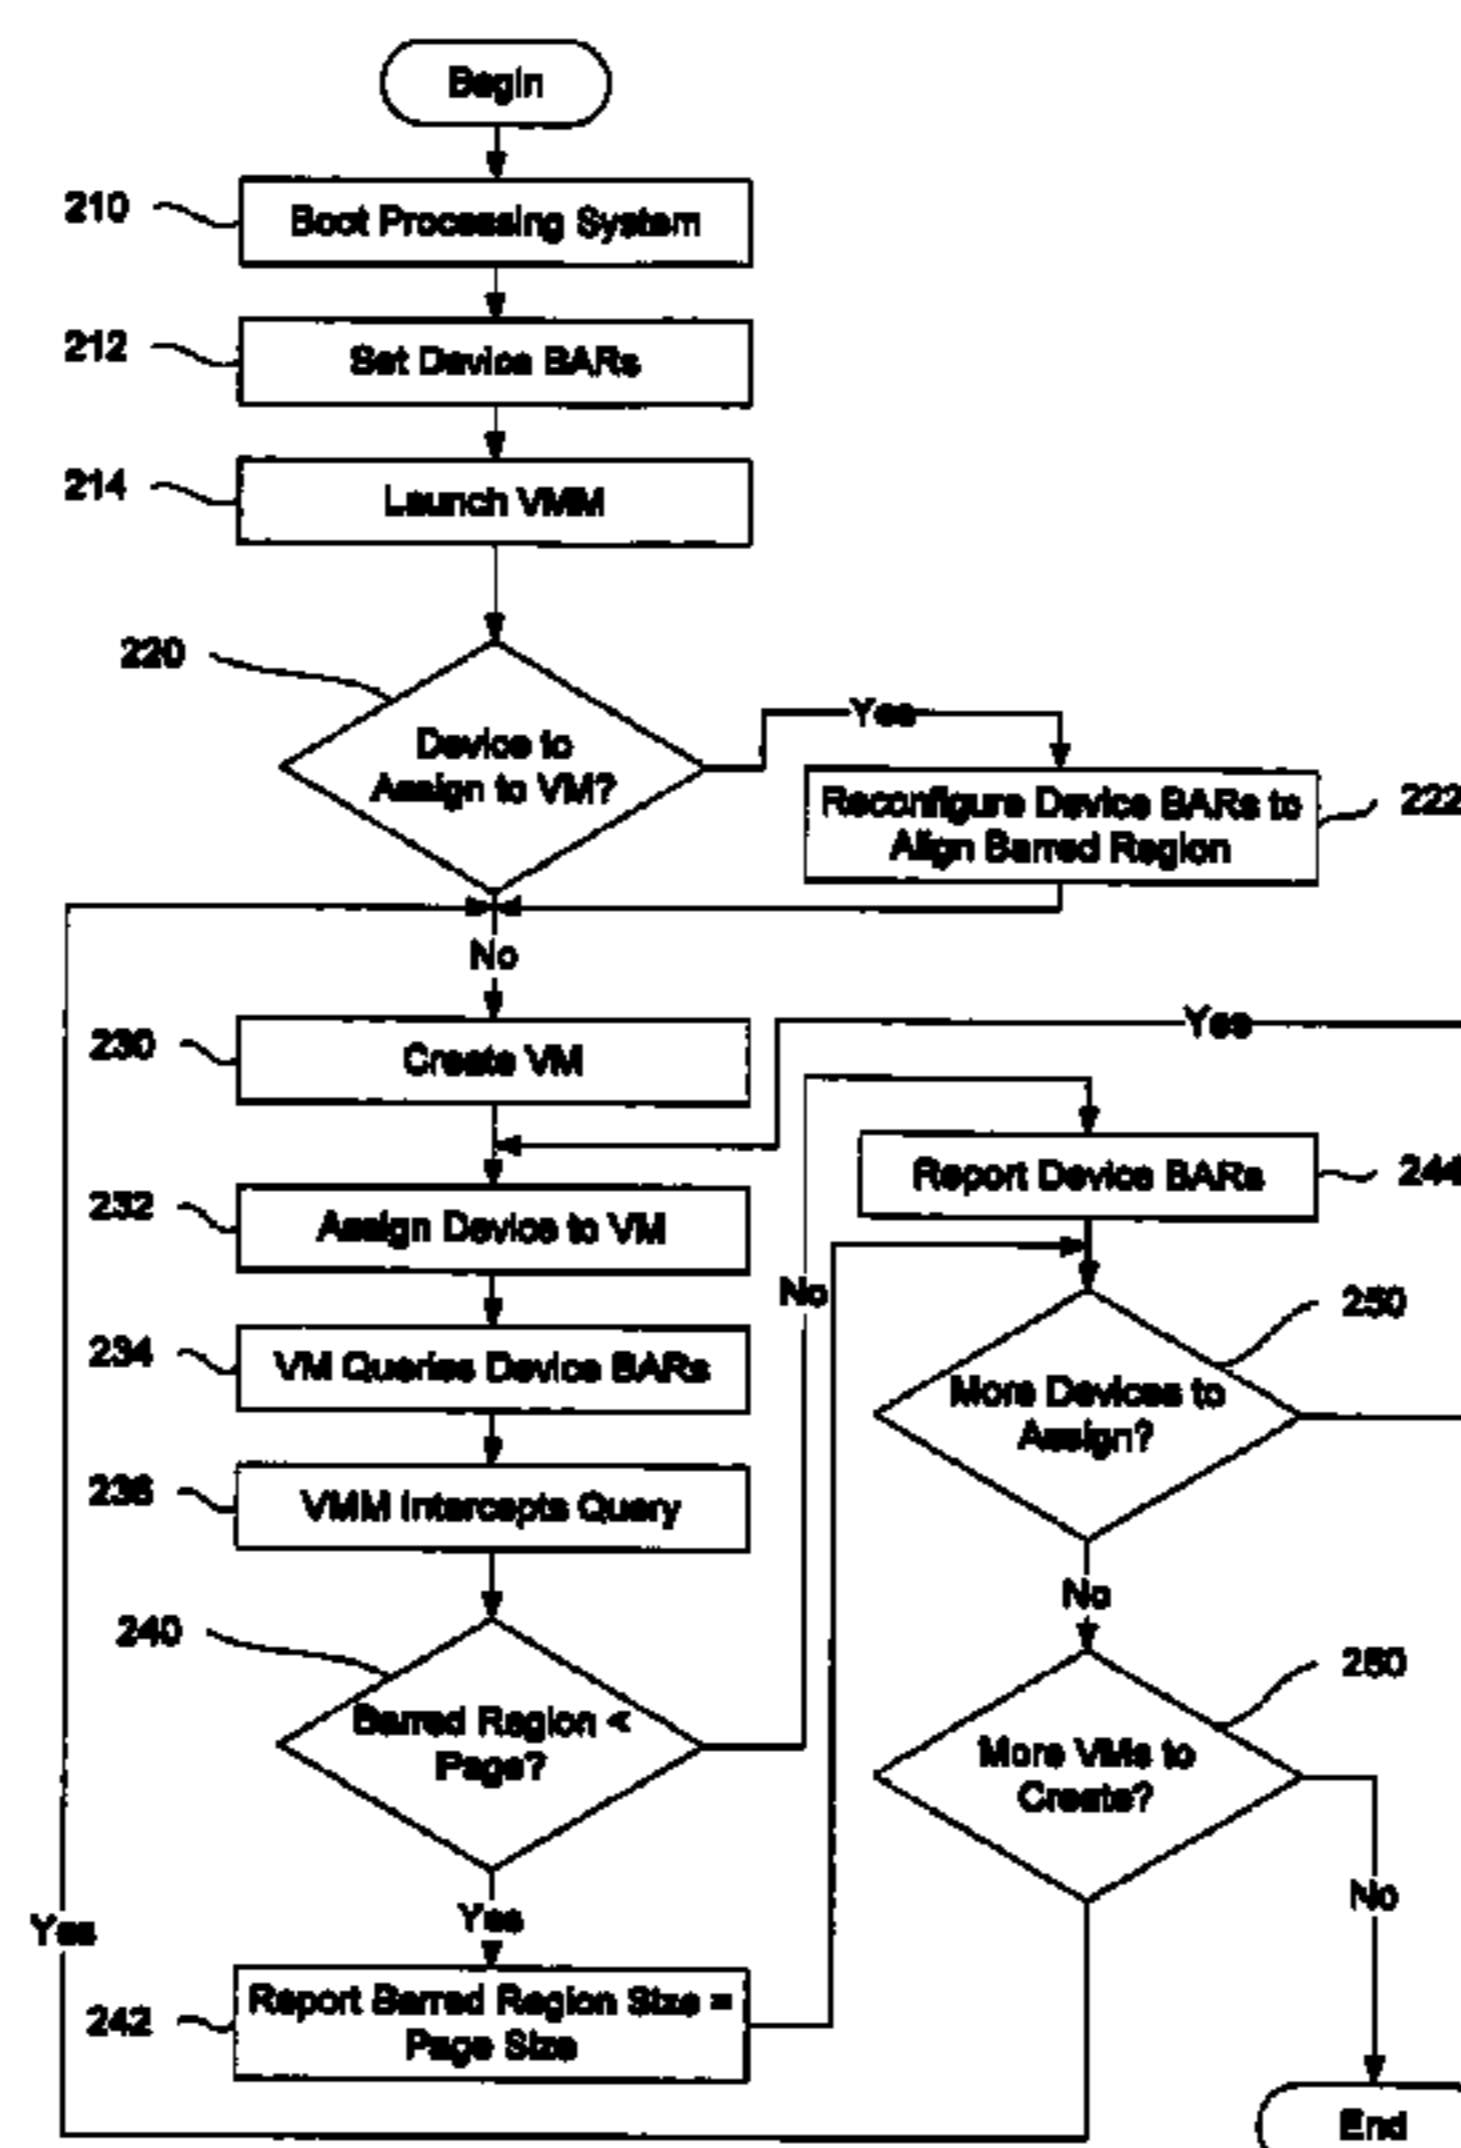 Begin
210
Boot Processing System
212
Set Device BARs
214
Launch VMM
220
Device to
Assign to VM?
Yes
Reconfigure Device BARs to
Align Barred Region
222
No
230
Create VM
Yes
Report Device BARs
244
232
Assign Device to VM
No
250
234
VM Queries Device BARs
More Devices to
Assign?
236
VMM Intercepts Query
No
240
Barred Region <
Page?
260
More VMs to
Create?
Yes
No
Yes
242
Report Barred Region Size =
Page Size
End